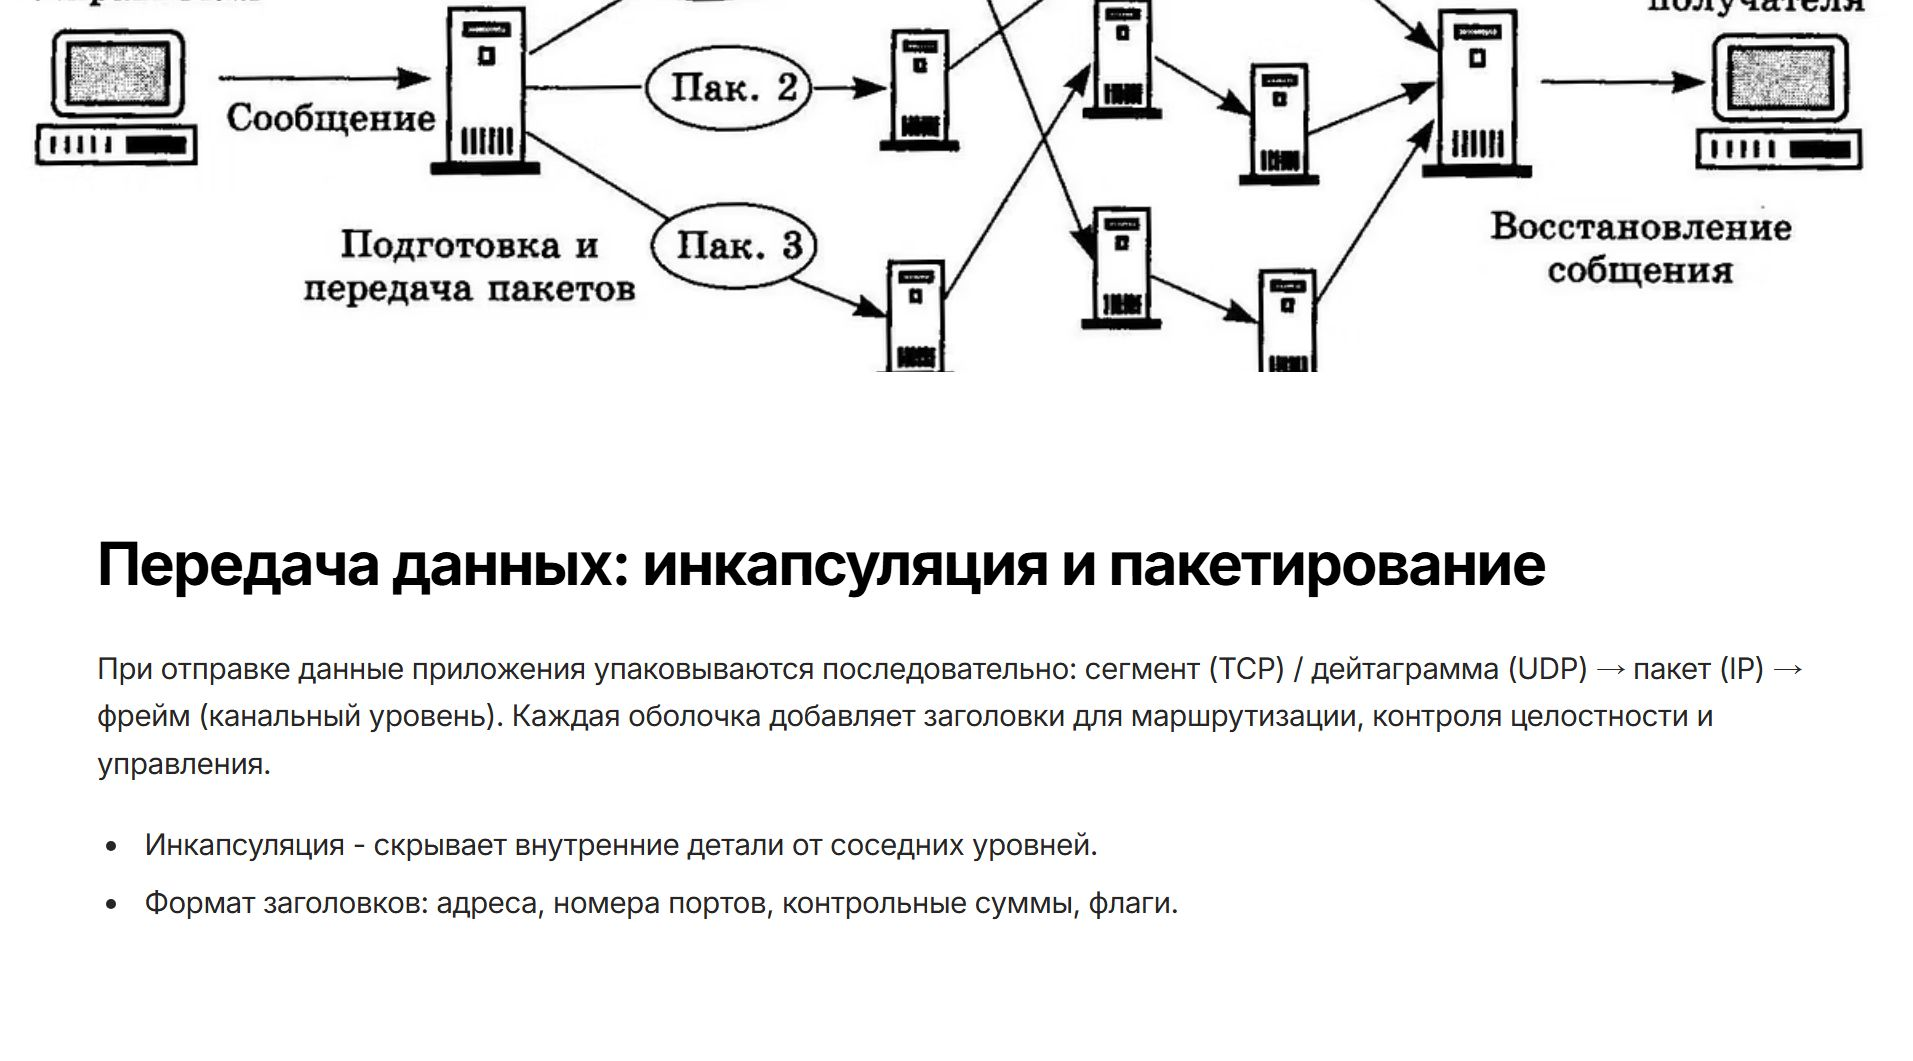 получателя
Сообщение
Пак. 2
Подготовка и
передача пакетов
Пак. 3
Восстановление
собщения
Передача данных: инкапсуляция и пакетирование
При отправке данные приложения упаковываются последовательно: сегмент (TCP) / дейтаграмма (UDP) → пакет (IP) →
фрейм (канальный уровень). Каждая оболочка добавляет заголовки для маршрутизации, контроля целостности и
управления.
• Инкапсуляция - скрывает внутренние детали от соседних уровней.
• Формат заголовков: адреса, номера портов, контрольные суммы, флаги.